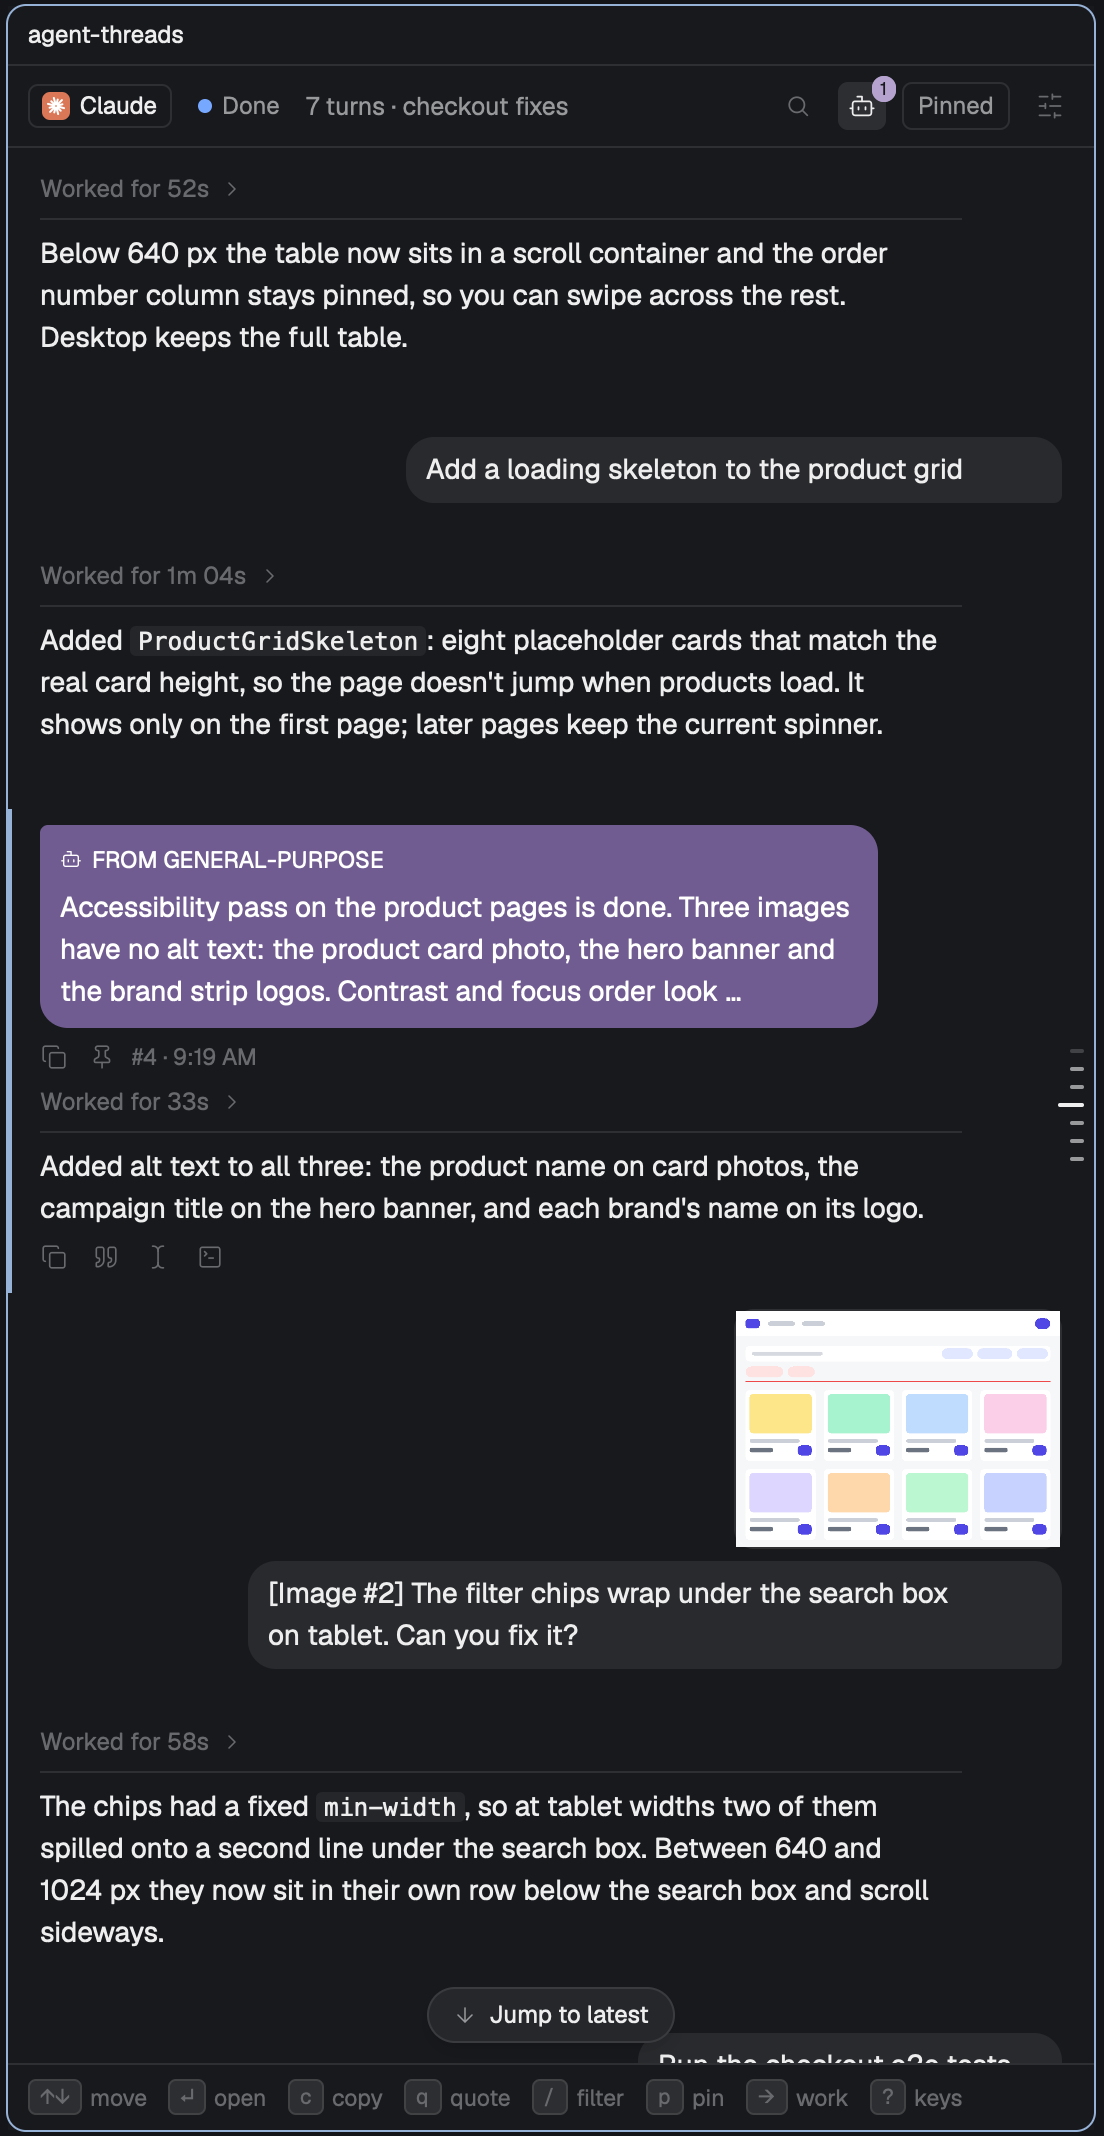 agent-threads
Claude
Done
7 turns · checkout fixes
1
Pinned
Worked for 52s
Below 640 px the table now sits in a scroll container and the order
number column stays pinned, so you can swipe across the rest.
Desktop keeps the full table.
Add a loading skeleton to the product grid
Worked for 1m 04s
Added ProductGridSkeleton: eight placeholder cards that match the
real card height, so the page doesn't jump when products load. It
shows only on the first page; later pages keep the current spinner.
FROM GENERAL-PURPOSE
Accessibility pass on the product pages is done. Three images
have no alt text: the product card photo, the hero banner and
the brand strip logos. Contrast and focus order look …
#4 · 9:19 AM
Worked for 33s
Added alt text to all three: the product name on card photos, the
campaign title on the hero banner, and each brand's name on its logo.
[Image #2] The filter chips wrap under the search box
on tablet. Can you fix it?
Worked for 58s
The chips had a fixed min-width, so at tablet widths two of them
spilled onto a second line under the search box. Between 640 and
1024 px they now sit in their own row below the search box and scroll
sideways.
Jump to latest
Run the checkout e2e tests
↑↓ move ↵ open c copy q quote / filter p pin → work ? keys